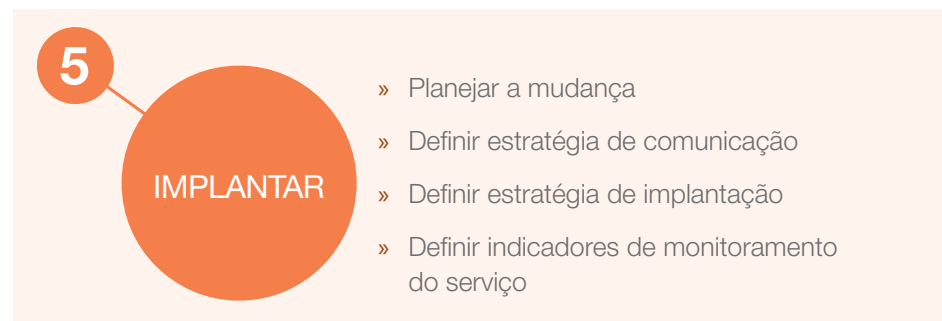 5
IMPLANTAR
» Planejar a mudança
» Definir estratégia de comunicação
» Definir estratégia de implantação
» Definir indicadores de monitoramento
do serviço